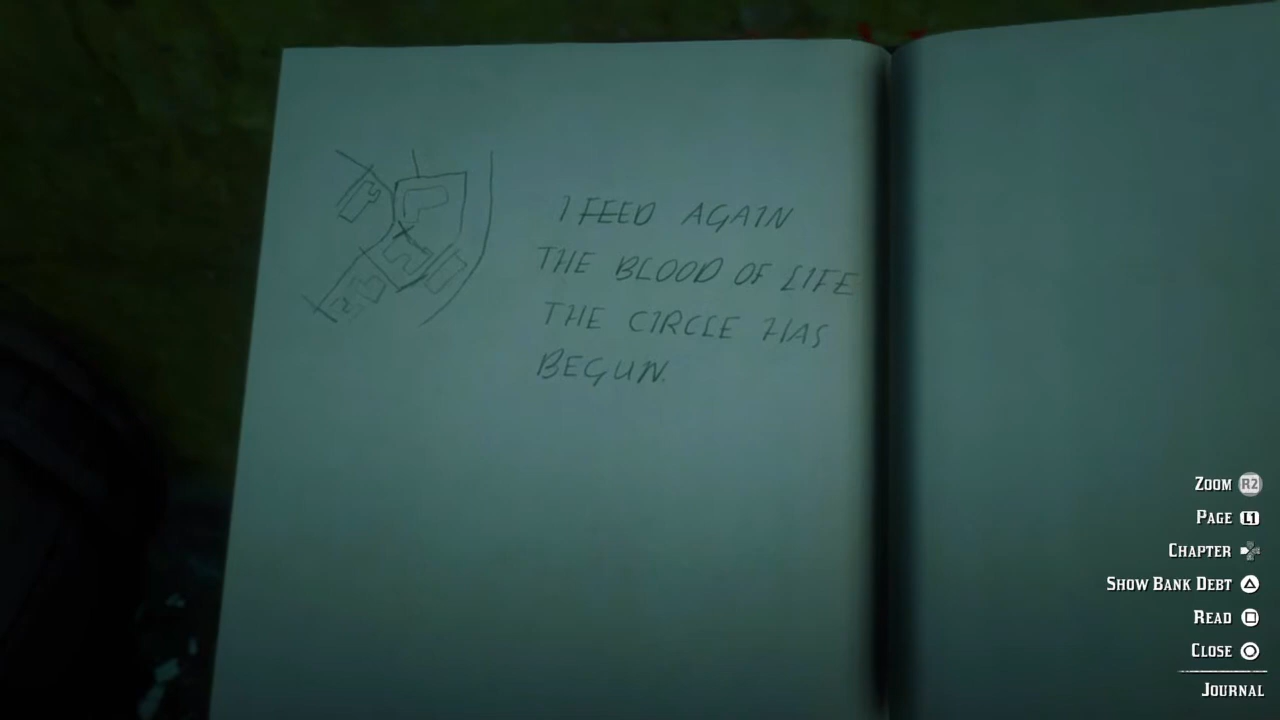 I FEED AGAIN
THE BLOOD OF LIFE
THE CIRCLE HAS
BEGUN.
ZOOM R2
PAGE L1
CHAPTER
SHOW BANK DEBT
READ
CLOSE
JOURNAL